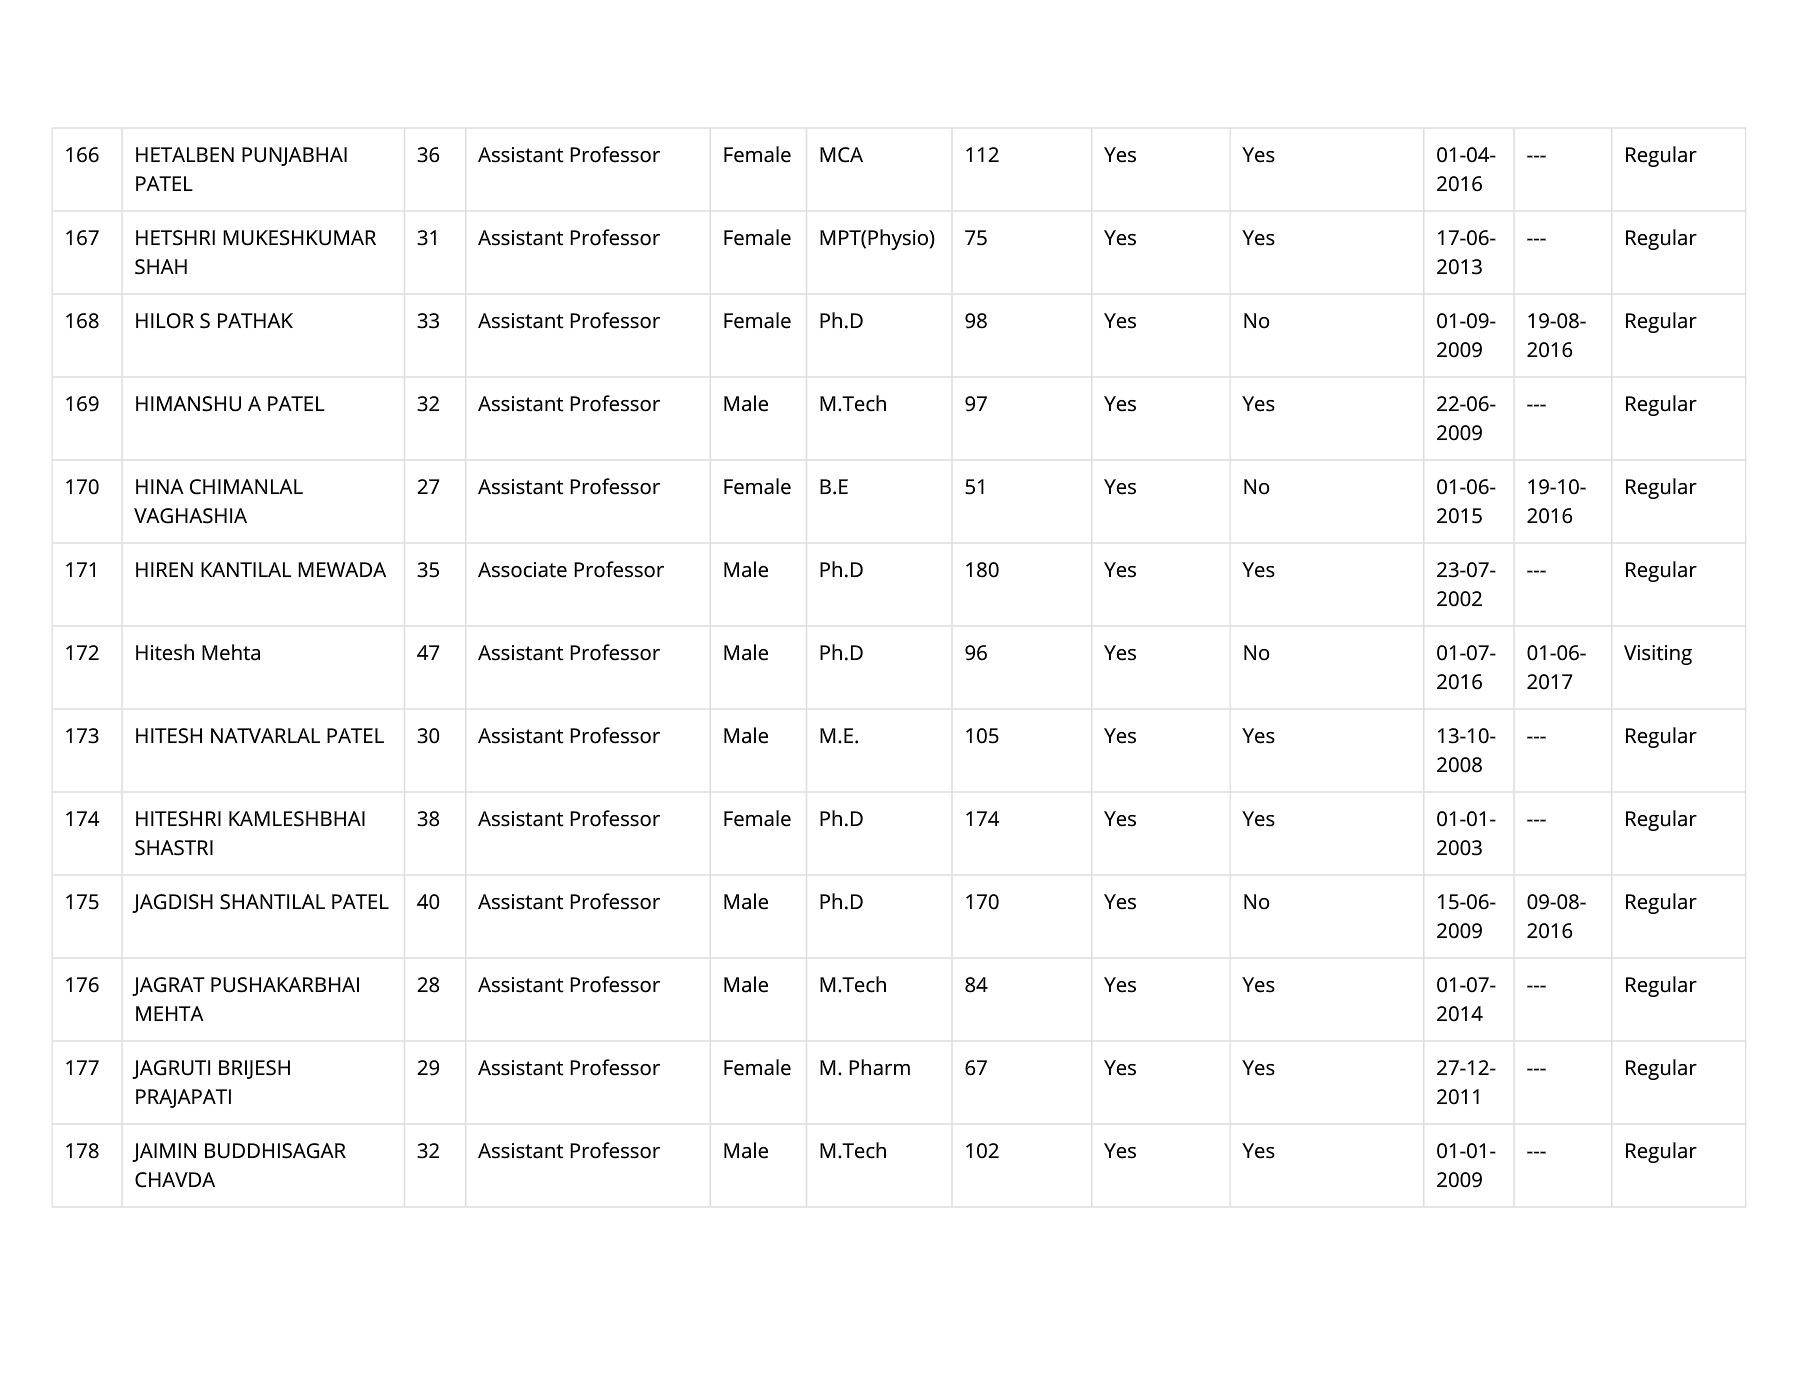 166 HETALBEN PUNJABHAI 36 Assistant Professor Female MCA 112 Yes Yes 01-04- --- Regular
PATEL 2016
167 HETSHRI MUKESHKUMAR 31 Assistant Professor Female MPT(Physio) 75 Yes Yes 17-06- --- Regular
SHAH 2013
168 HILOR S PATHAK 33 Assistant Professor Female Ph.D 98 Yes No 01-09- 19-08- Regular
2009 2016
169 HIMANSHU A PATEL 32 Assistant Professor Male M.Tech 97 Yes Yes 22-06- --- Regular
2009
170 HINA CHIMANLAL 27 Assistant Professor Female B.E 51 Yes No 01-06- 19-10- Regular
VAGHASHIA 2015 2016
171 HIREN KANTILAL MEWADA 35 Associate Professor Male Ph.D 180 Yes Yes 23-07- --- Regular
2002
172 Hitesh Mehta 47 Assistant Professor Male Ph.D 96 Yes No 01-07- 01-06- Visiting
2016 2017
173 HITESH NATVARLAL PATEL 30 Assistant Professor Male M.E. 105 Yes Yes 13-10- --- Regular
2008
174 HITESHRI KAMLESHBHAI 38 Assistant Professor Female Ph.D 174 Yes Yes 01-01- --- Regular
SHASTRI 2003
175 JAGDISH SHANTILAL PATEL 40 Assistant Professor Male Ph.D 170 Yes No 15-06- 09-08- Regular
2009 2016
176 JAGRAT PUSHAKARBHAI 28 Assistant Professor Male M.Tech 84 Yes Yes 01-07- --- Regular
MEHTA 2014
177 JAGRUTI BRIJESH 29 Assistant Professor Female M. Pharm 67 Yes Yes 27-12- --- Regular
PRAJAPATI 2011
178 JAIMIN BUDDHISAGAR 32 Assistant Professor Male M.Tech 102 Yes Yes 01-01- --- Regular
CHAVDA 2009